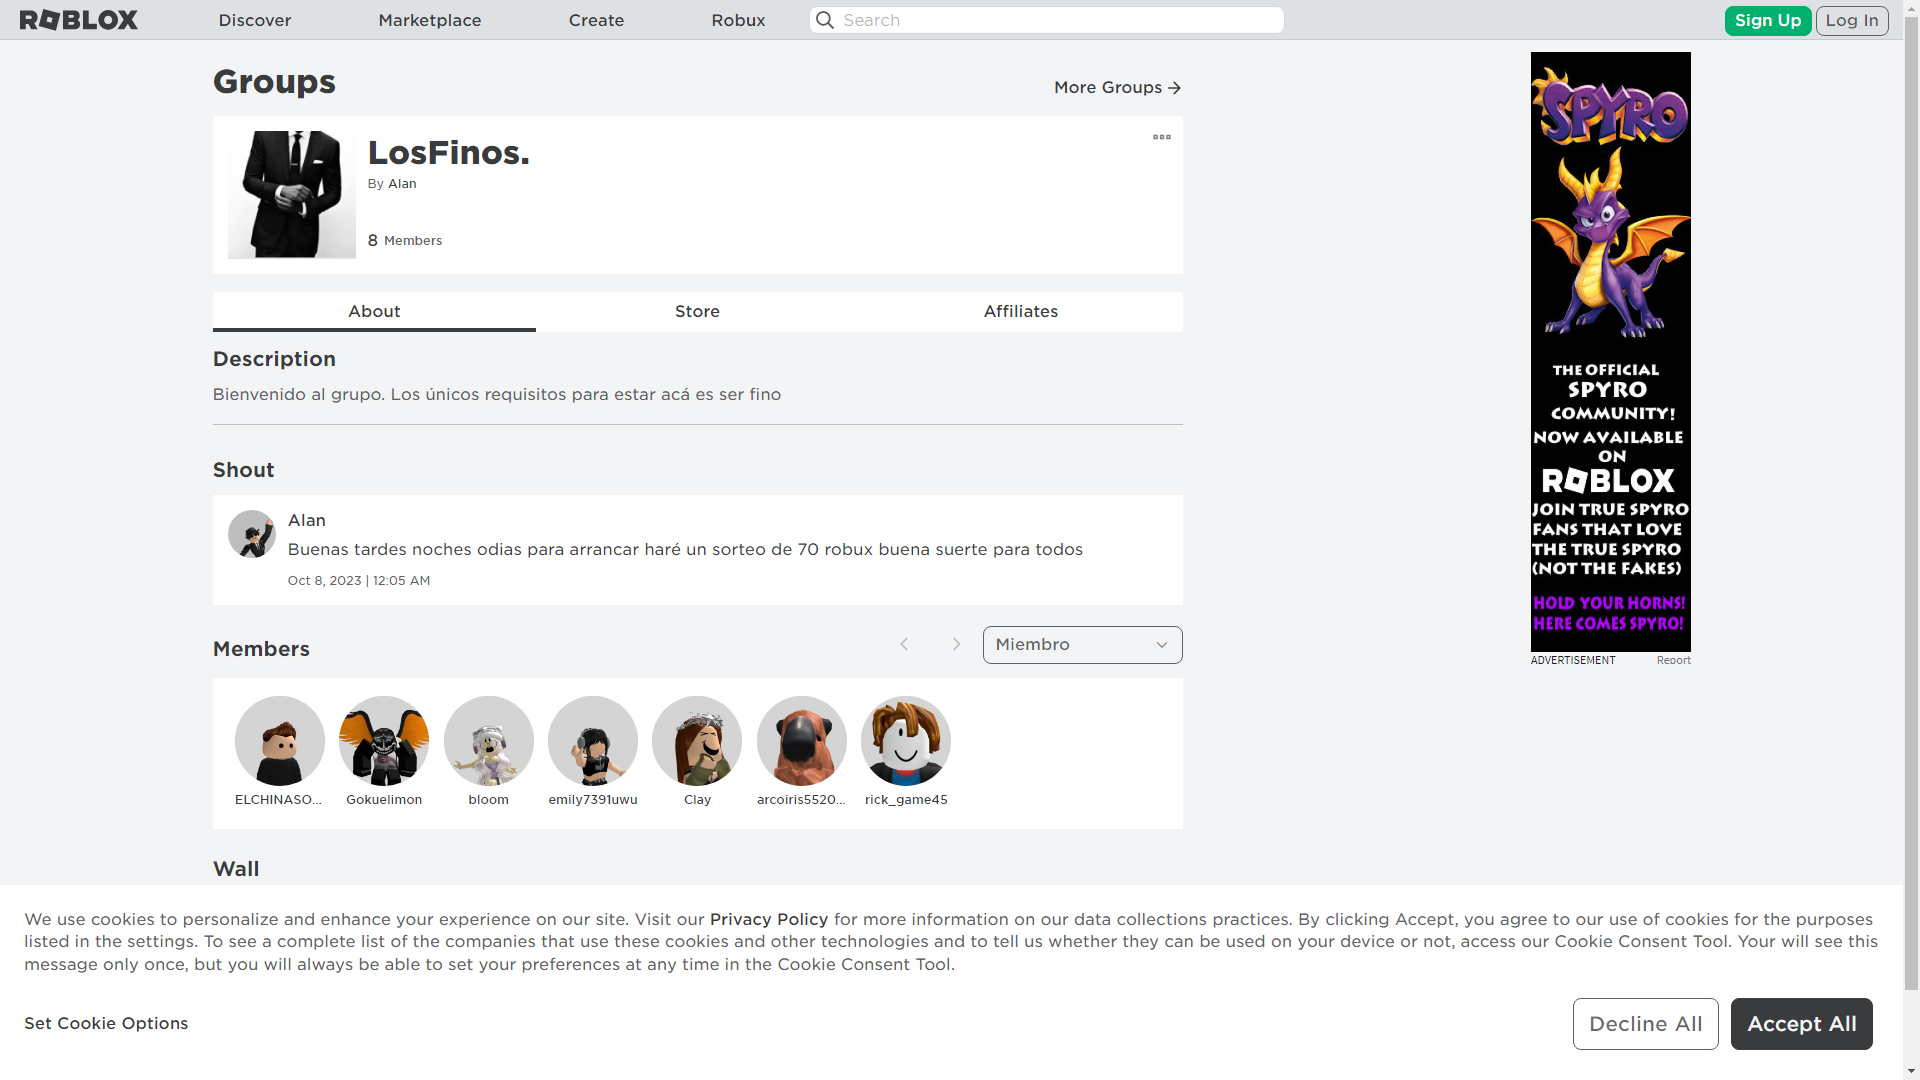 ROBLOX
Discover
Marketplace
Create
Robux
Search
Sign Up
Log In
Groups
More Groups
LosFinos.
By Alan
8 Members
About
Store
Affiliates
Description
Bienvenido al grupo. Los únicos requisitos para estar acá es ser fino
Shout
Alan
Buenas tardes noches odias para arrancar haré un sorteo de 70 robux buena suerte para todos
Oct 8, 2023 | 12:05 AM
Members
Miembro
ELCHINASO...
Gokuelimon
bloom
emily7391uwu
Clay
arcoiris5520...
rick_game45
Wall
SPYRO
THE OFFICIAL
SPYRO
COMMUNITY!
NOW AVAILABLE
ON
ROBLOX
JOIN TRUE SPYRO
FANS THAT LOVE
THE TRUE SPYRO
(NOT THE FAKES)
HOLD YOUR HORNS!
HERE COMES SPYRO!
ADVERTISEMENT
Report
We use cookies to personalize and enhance your experience on our site. Visit our Privacy Policy for more information on our data collections practices. By clicking Accept, you agree to our use of cookies for the purposes
listed in the settings. To see a complete list of the companies that use these cookies and other technologies and to tell us whether they can be used on your device or not, access our Cookie Consent Tool. Your will see this
message only once, but you will always be able to set your preferences at any time in the Cookie Consent Tool.
Set Cookie Options
Decline All
Accept All